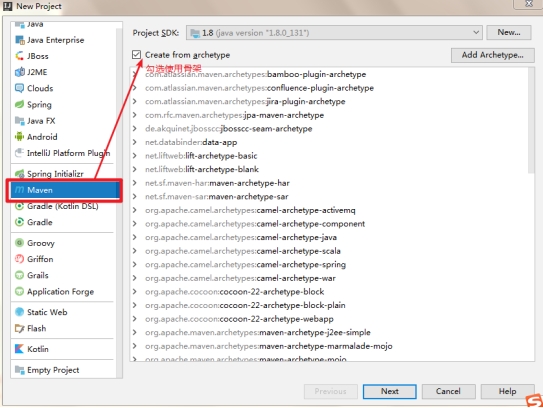 New Project
Java
Java Enterprise
JBoss
J2ME
Clouds
Spring
Java FX
Android
IntelliJ Platform Plugin
Spring Initializr
Maven
Gradle (Kotlin DSL)
Gradle
Groovy
Griffon
Grails
Application Forge
Static Web
Flash
Kotlin
Empty Project
Project SDK: 1.8 (java version "1.8.0_131") New...
Create from archetype Add Archetype...
勾选使用骨架
com.atlassian.maven.archetypes:bamboo-plugin-archetype
com.atlassian.maven.archetypes:confluence-plugin-archetype
com.atlassian.maven.archetypes:jira-plugin-archetype
com.rfc.maven.archetypes:jpa-maven-archetype
de.akquinet.jbosscc:jbosscc-seam-archetype
net.databinder:data-app
net.liftweb:lift-archetype-basic
net.liftweb:lift-archetype-blank
net.sf.maven-har:maven-archetype-har
net.sf.maven-sar:maven-archetype-sar
org.apache.camel.archetypes:camel-archetype-activemq
org.apache.camel.archetypes:camel-archetype-component
org.apache.camel.archetypes:camel-archetype-java
org.apache.camel.archetypes:camel-archetype-scala
org.apache.camel.archetypes:camel-archetype-spring
org.apache.camel.archetypes:camel-archetype-war
org.apache.cocoon:cocoon-22-archetype-block
org.apache.cocoon:cocoon-22-archetype-block-plain
org.apache.cocoon:cocoon-22-archetype-webapp
org.apache.maven.archetypes:maven-archetype-j2ee-simple
org.apache.maven.archetypes:maven-archetype-marmalade-mojo
org.apache.maven.archetypes:maven-archetype-mojo
Previous Next Cancel Help